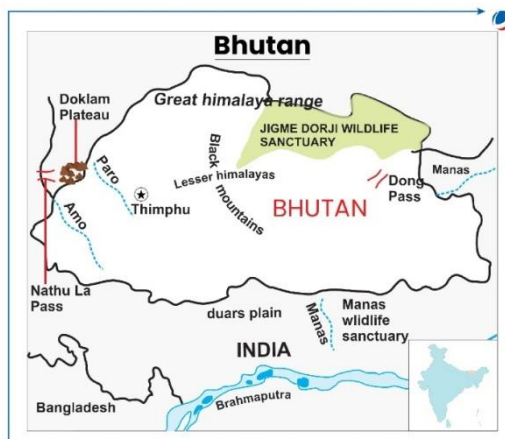 Bhutan
Doklam
Plateau
Great himalaya range
JIGME DORJI WILDLIFE
SANCTUARY
Paro
Black
mountains
Lesser himalayas
Manas
Dong
Pass
Thimphu
BHUTAN
Amo
Nathu La
Pass
duars plain
Manas
Manas
wildlife
sanctuary
INDIA
Bangladesh
Brahmaputra